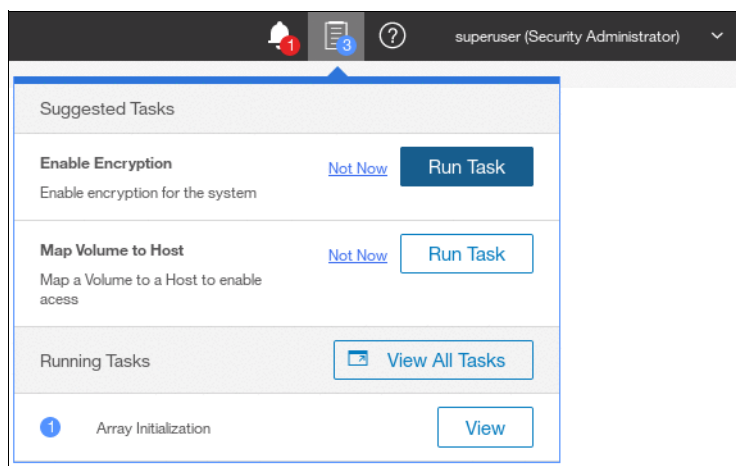 1
3
?
superuser (Security Administrator)
Suggested Tasks
Enable Encryption
Not Now
Run Task
Enable encryption for the system
Map Volume to Host
Not Now
Run Task
Map a Volume to a Host to enable
acess
Running Tasks
View All Tasks
1
Array Initialization
View